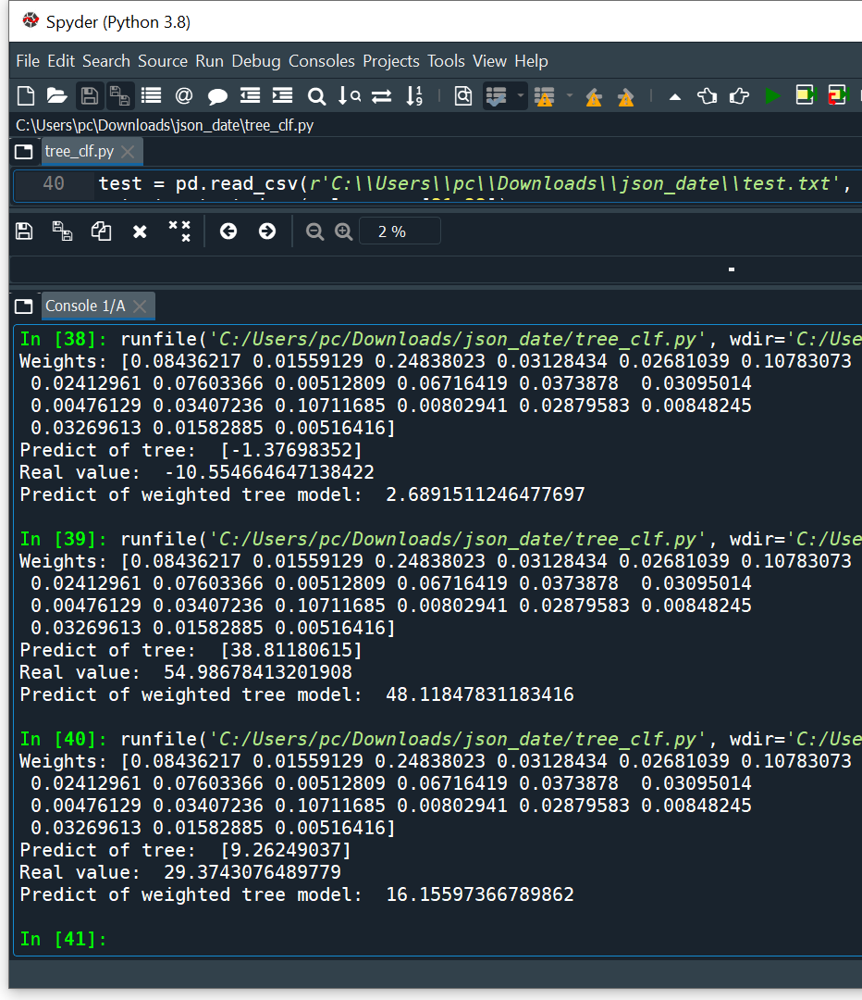 Spyder (Python 3.8)
File Edit Search Source Run Debug Consoles Projects Tools View Help
C:\Users\pc\Downloads\json_date\tree_clf.py
tree_clf.py
40 test = pd.read_csv(r'C:\\Users\\pc\\Downloads\\json_date\\test.txt',
2 %
Console 1/A
In [38]: runfile('C:/Users/pc/Downloads/json_date/tree_clf.py', wdir='C:/Use
Weights: [0.08436217 0.01559129 0.24838023 0.03128434 0.02681039 0.10783073
0.02412961 0.07603366 0.00512809 0.06716419 0.0373878 0.03095014
0.00476129 0.03407236 0.10711685 0.00802941 0.02879583 0.00848245
0.03269613 0.01582885 0.00516416]
Predict of tree: [-1.37698352]
Real value: -10.554664647138422
Predict of weighted tree model: 2.6891511246477697
In [39]: runfile('C:/Users/pc/Downloads/json_date/tree_clf.py', wdir='C:/Use
Weights: [0.08436217 0.01559129 0.24838023 0.03128434 0.02681039 0.10783073
0.02412961 0.07603366 0.00512809 0.06716419 0.0373878 0.03095014
0.00476129 0.03407236 0.10711685 0.00802941 0.02879583 0.00848245
0.03269613 0.01582885 0.00516416]
Predict of tree: [38.81180615]
Real value: 54.98678413201908
Predict of weighted tree model: 48.11847831183416
In [40]: runfile('C:/Users/pc/Downloads/json_date/tree_clf.py', wdir='C:/Use
Weights: [0.08436217 0.01559129 0.24838023 0.03128434 0.02681039 0.10783073
0.02412961 0.07603366 0.00512809 0.06716419 0.0373878 0.03095014
0.00476129 0.03407236 0.10711685 0.00802941 0.02879583 0.00848245
0.03269613 0.01582885 0.00516416]
Predict of tree: [9.26249037]
Real value: 29.3743076489779
Predict of weighted tree model: 16.15597366789862
In [41]: